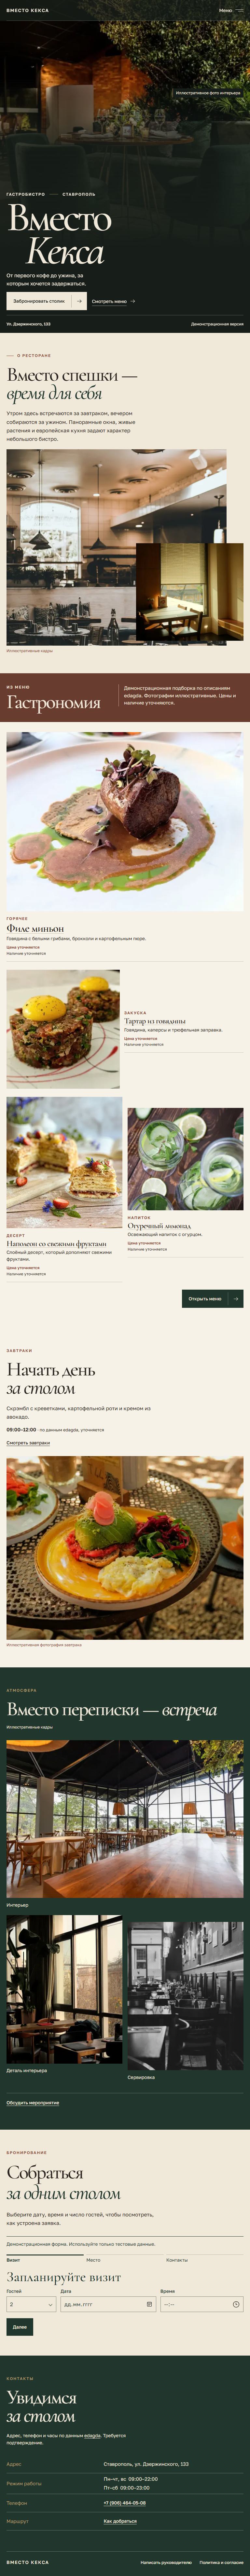 ВМЕСТО КЕКСА
Меню
Иллюстративное фото интерьера
ГАСТРОБИСТРО — СТАВРОПОЛЬ
Вместо
Кекса
От первого кофе до ужина, за
которым хочется задержаться.
Забронировать столик →
Смотреть меню →
Ул. Дзержинского, 133
Демонстрационная версия
— О РЕСТОРАНЕ
Вместо спешки —
время для себя
Утром здесь встречаются за завтраком, вечером
собираются за ужином. Панорамные окна, живые
растения и европейская кухня задают характер
небольшого бистро.
Иллюстративные кадры
ИЗ МЕНЮ
Гастрономия
Демонстрационная подборка по описаниям
edagda. Фотографии иллюстративные. Цены и
наличие уточняются.
ГОРЯЧЕЕ
Филе миньон
Говядина с белыми грибами, брокколи и картофельным пюре.
Цена уточняется
Наличие уточняется
ЗАКУСКА
Тартар из говядины
Говядина, каперсы и трюфельная заправка.
Цена уточняется
Наличие уточняется
ДЕСЕРТ
Наполеон со свежими фруктами
Слоёный десерт, который дополняют свежими
фруктами.
Цена уточняется
Наличие уточняется
НАПИТОК
Огуречный лимонад
Освежающий напиток с огурцом.
Цена уточняется
Наличие уточняется
Открыть меню →
ЗАВТРАКИ
Начать день
за столом
Скрэмбл с креветками, картофельной роти и кремом из
авокадо.
09:00–12:00 · по данным edagda, уточняется
Смотреть завтраки
Иллюстративная фотография завтрака
АТМОСФЕРА
Вместо переписки — встреча
Иллюстративные кадры
Интерьер
Деталь интерьера
Сервировка
Обсудить мероприятие
БРОНИРОВАНИЕ
Собраться
за одним столом
Выберите дату, время и число гостей, чтобы посмотреть,
как устроена заявка.
Демонстрационная форма. Используйте только тестовые данные.
Визит
Место
Контакты
Запланируйте визит
Гостей
Дата
Время
2
дд.мм.гггг
--:--
Далее
КОНТАКТЫ
Увидимся
за столом
Адрес, телефон и часы по данным edagda. Требуется
подтверждение.
Адрес
Ставрополь, ул. Дзержинского, 133
Режим работы
Пн–чт, вс 09:00–22:00
Пт–сб 09:00–23:00
Телефон
+7 (906) 464-05-08
Маршрут
Как добраться
ВМЕСТО КЕКСА
Написать руководителю
Политика и согласие